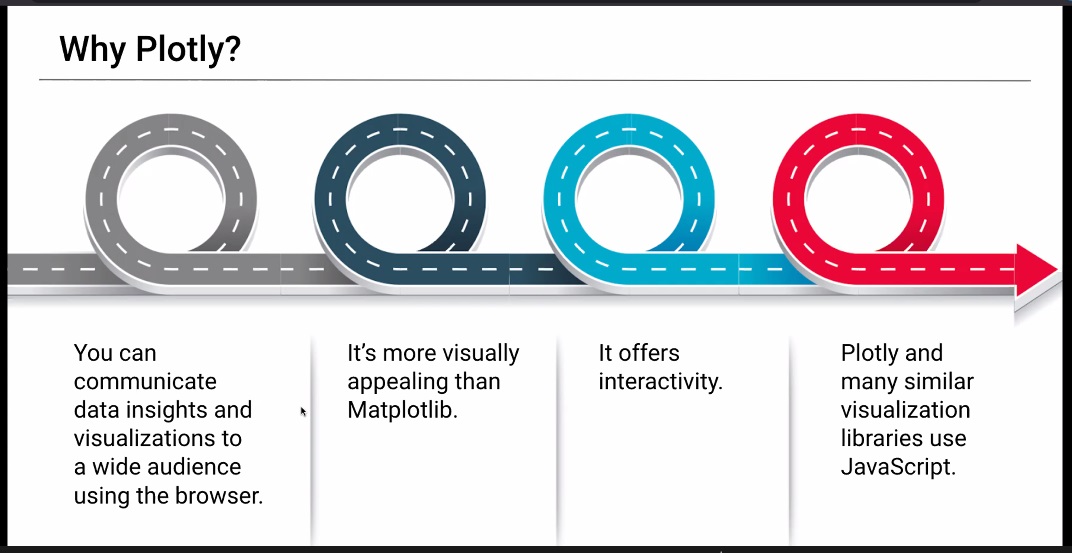 Why Plotly?
You can
communicate
data insights and
visualizations to
a wide audience
using the browser.
It’s more visually
appealing than
Matplotlib.
It offers
interactivity.
Plotly and
many similar
visualization
libraries use
JavaScript.